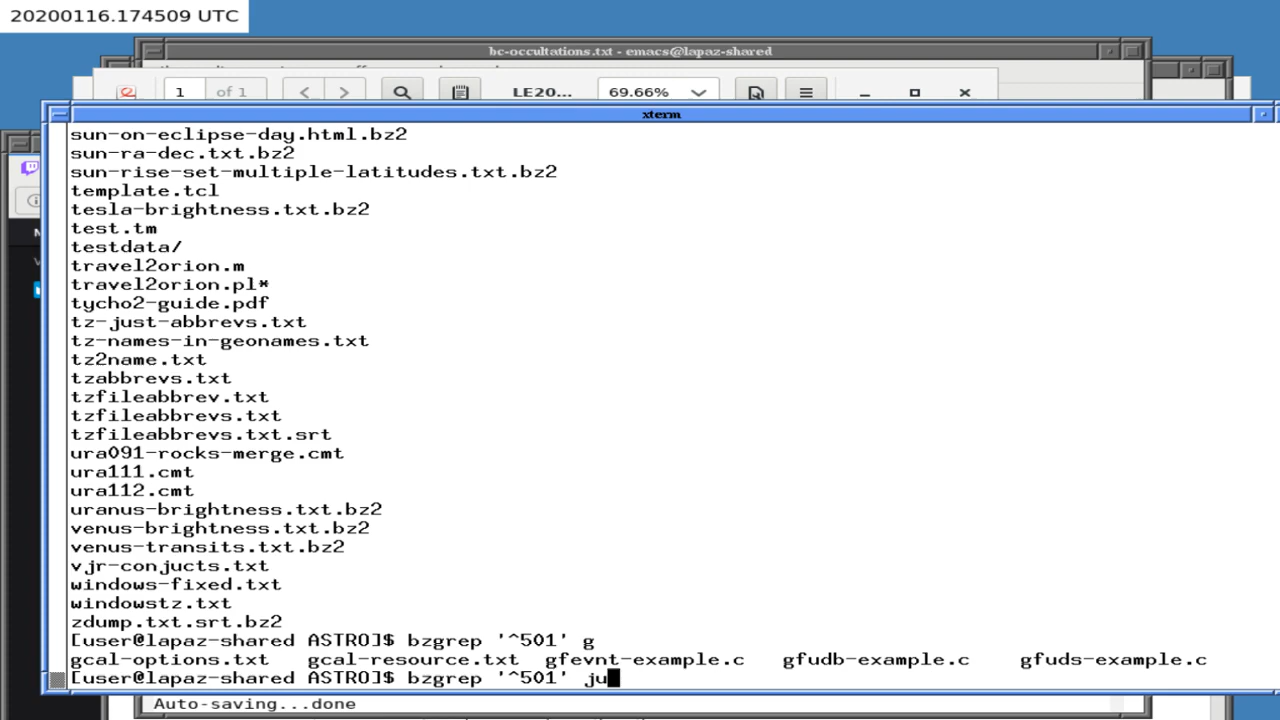 20200116.174509 UTC
bc-occultations.txt - emacs@lapaz-shared
1 of 1 LE20... 69.66%
xterm
sun-on-eclipse-day.html.bz2
sun-ra-dec.txt.bz2
sun-rise-set-multiple-latitudes.txt.bz2
template.tcl
tesla-brightness.txt.bz2
test.tm
testdata/
travel2orion.m
travel2orion.pl*
tycho2-guide.pdf
tz-just-abbrevs.txt
tz-names-in-geonames.txt
tz2name.txt
tzabbrevs.txt
tzfileabbrev.txt
tzfileabbrevs.txt
tzfileabbrevs.txt.srt
ura091-rocks-merge.cmt
ura111.cmt
ura112.cmt
uranus-brightness.txt.bz2
venus-brightness.txt.bz2
venus-transits.txt.bz2
vjr-conjucts.txt
windows-fixed.txt
windowstz.txt
zdump.txt.srt.bz2
[user@lapaz-shared ASTRO]$ bzgrep '^501' g
gcal-options.txt gcal-resource.txt gfevnt-example.c gfudb-example.c gfuds-example.c
[user@lapaz-shared ASTRO]$ bzgrep '^501' ju
Auto-saving...done